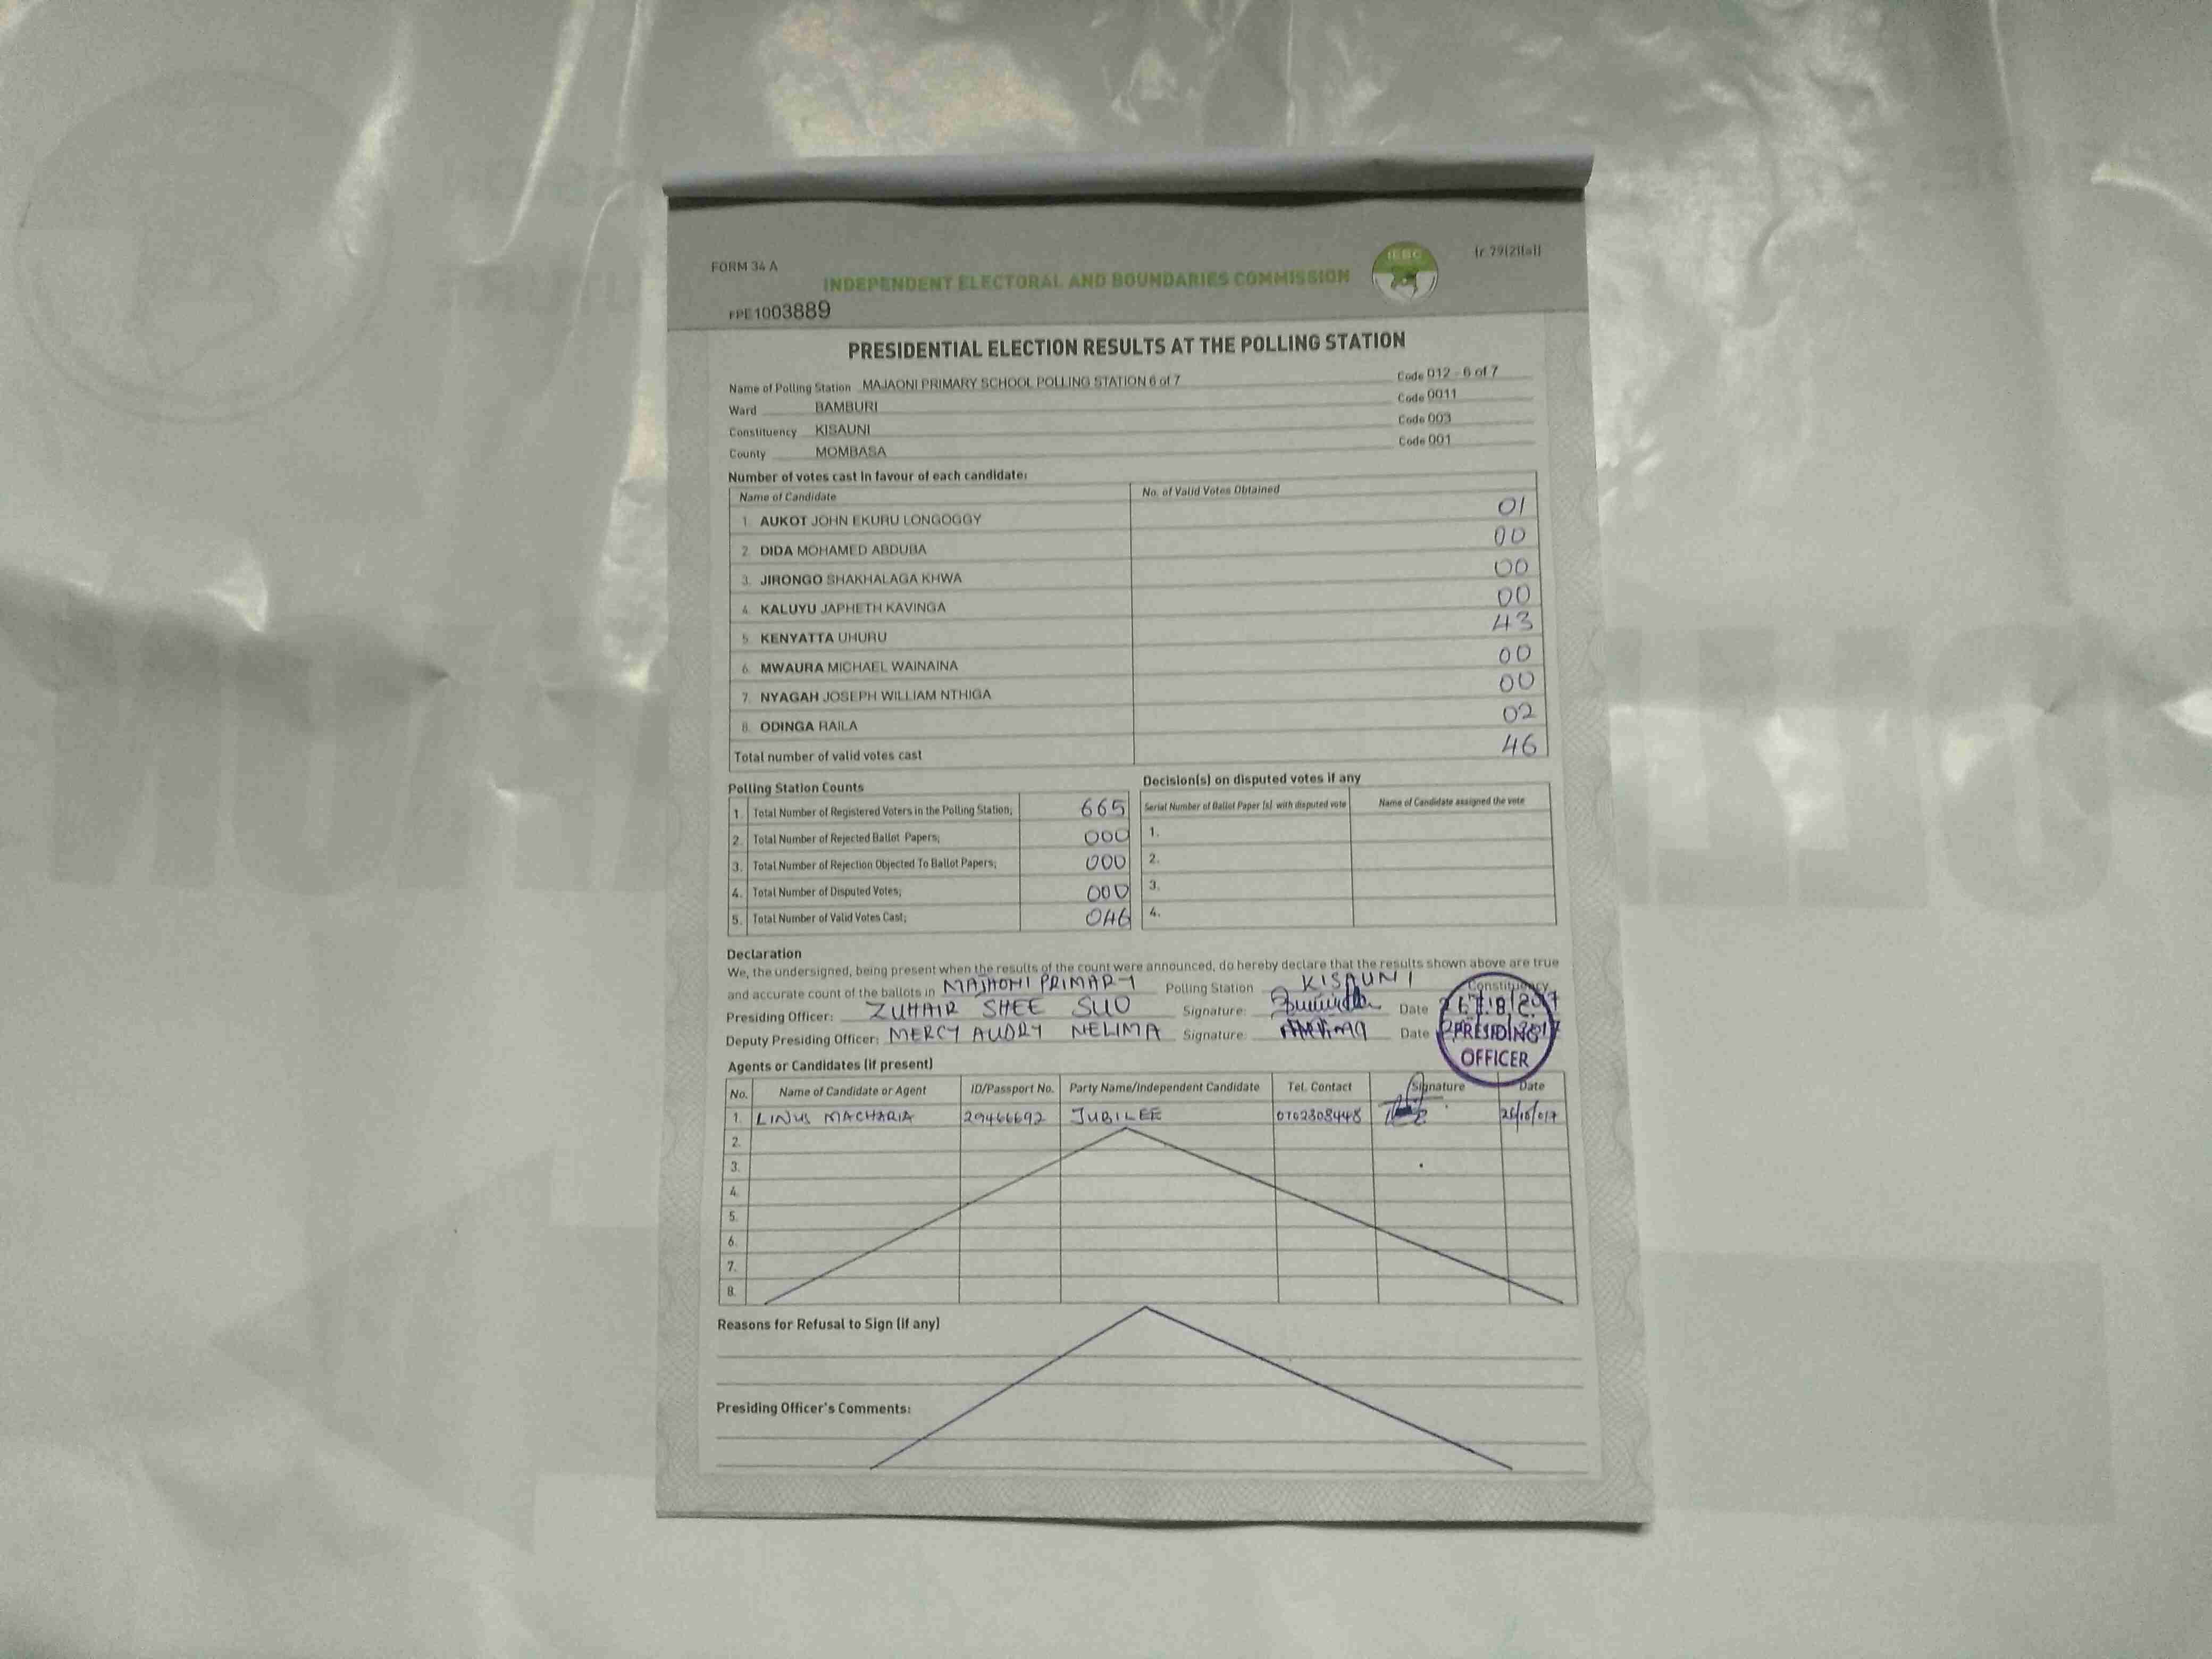 FORM 34 A
(r.79(2)(a))
IEBC
INDEPENDENT ELECTORAL AND BOUNDARIES COMMISSION
PPE1003889
PRESIDENTIAL ELECTION RESULTS AT THE POLLING STATION
Name of Polling Station MAJAONI PRIMARY SCHOOL POLLING STATION 6 of 7 Code 012 - 6 of 7
Ward BAMBURI Code 0011
Constituency KISAUNI Code 003
County MOMBASA Code 001
Number of votes cast in favour of each candidate:
Name of Candidate No. of Valid Votes Obtained
1. AUKOT JOHN EKURU LONGOGGY 01
2. DIDA MOHAMED ABDUBA 00
3. JIRONGO SHAKHALAGA KHWA 00
4. KALUYU JAPHETH KAVINGA 00
5. KENYATTA UHURU 43
6. MWAURA MICHAEL WAINAINA 00
7. NYAGAH JOSEPH WILLIAM NTHIGA 00
8. ODINGA RAILA 02
Total number of valid votes cast 46
Polling Station Counts
1. Total Number of Registered Voters in the Polling Station; 665
2. Total Number of Rejected Ballot Papers; 000
3. Total Number of Rejection Objected To Ballot Papers; 000
4. Total Number of Disputed Votes; 000
5. Total Number of Valid Votes Cast; 046
Decision(s) on disputed votes if any
Serial Number of Ballot Paper (s) with disputed vote Name of Candidate assigned the vote
1.
2.
3.
4.
Declaration
We, the undersigned, being present when the results of the count were announced, do hereby declare that the results shown above are true
and accurate count of the ballots in MAJAONI PRIMARY Polling Station KISAUNI Constituency
Presiding Officer: ZUHAIR SHEE SUO Signature: Date
Deputy Presiding Officer: MERCY AUDRY NELIMA Signature: Date
PRESIDING
OFFICER
Agents or Candidates (if present)
No. Name of Candidate or Agent ID/Passport No. Party Name/Independent Candidate Tel. Contact Signature Date
1. LINUS MACHARIA 29466692 JUBILEE 0702308448 26/10/017
2.
3.
4.
5.
6.
7.
8.
Reasons for Refusal to Sign (if any)
Presiding Officer's Comments: